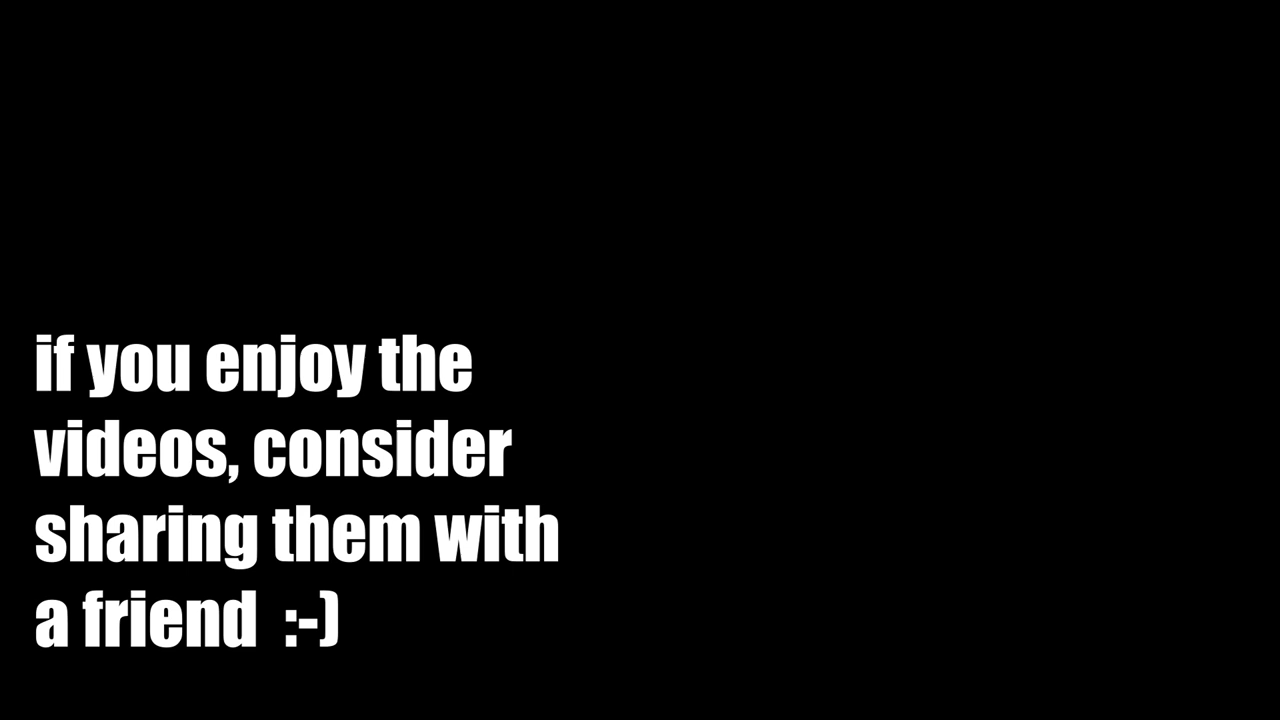 if you enjoy the
videos, consider
sharing them with
a friend  :-)